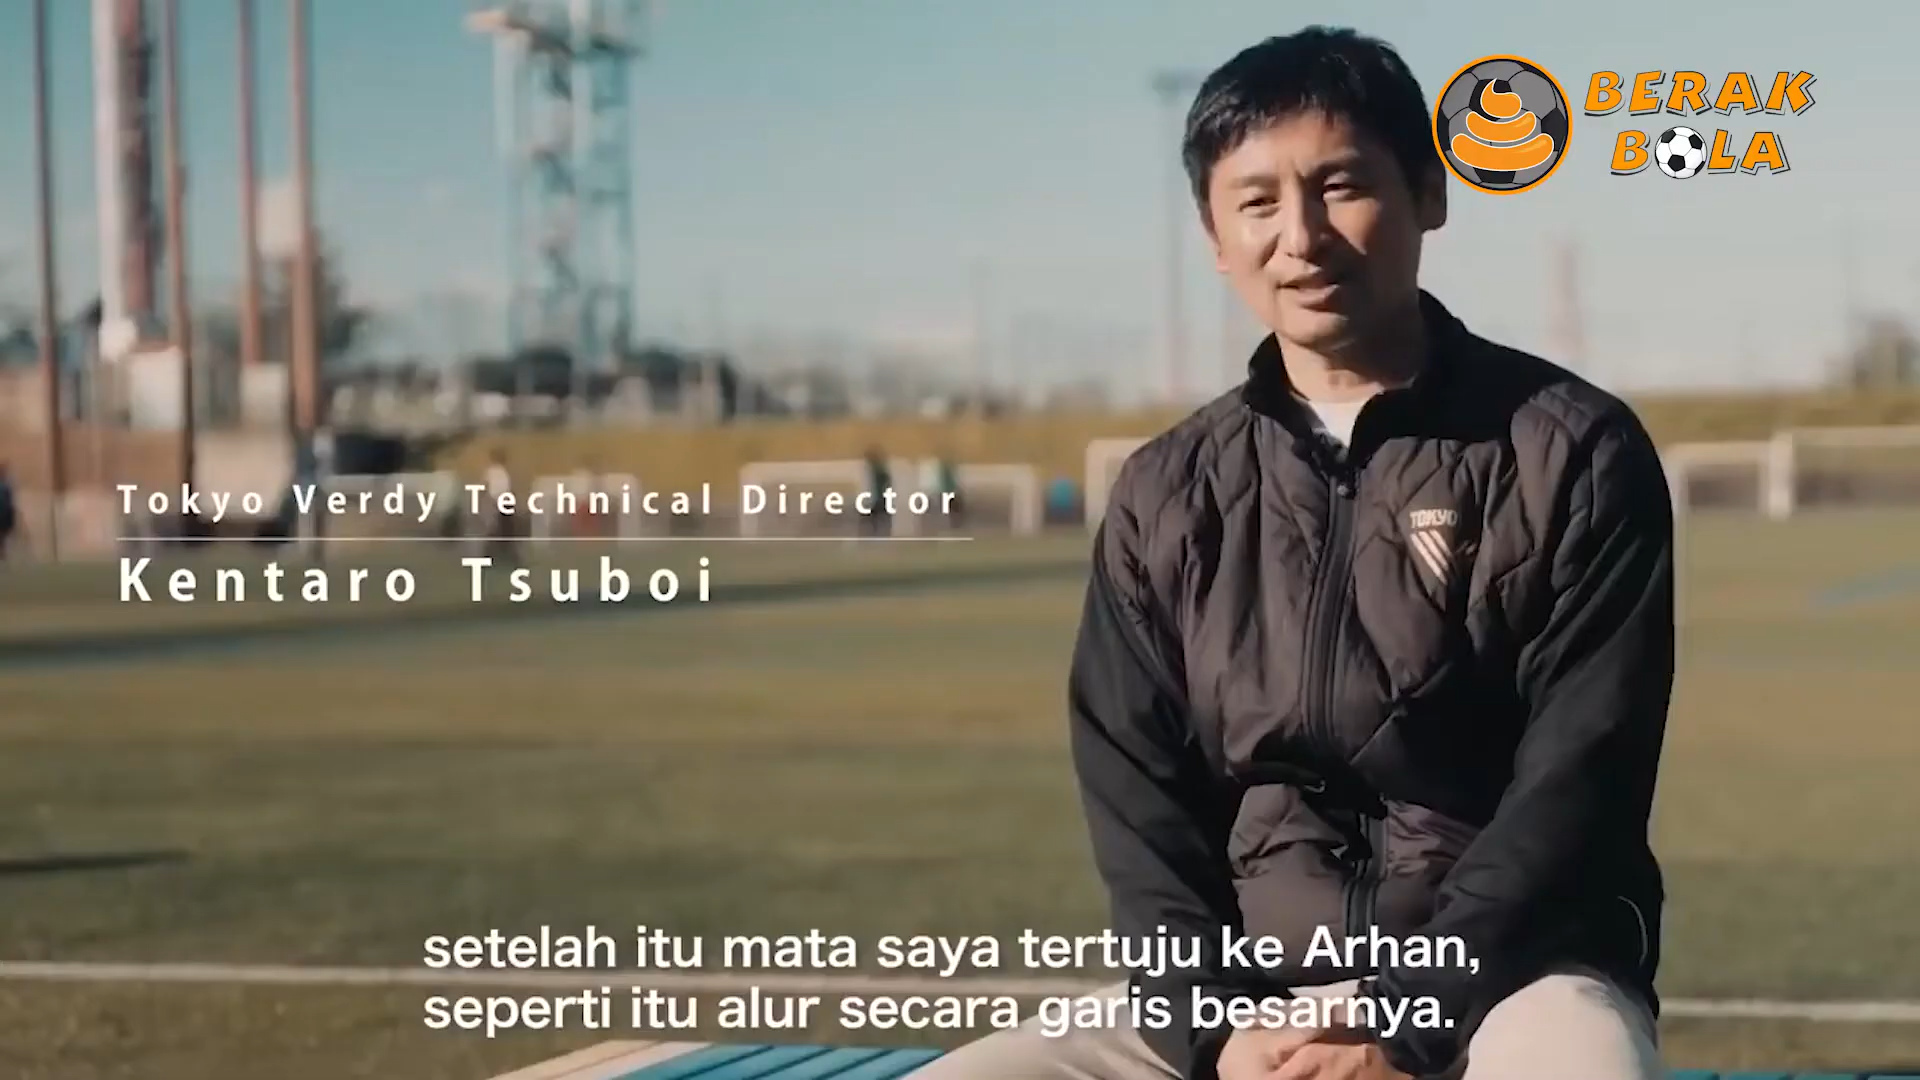 BERAK
BOLA
Tokyo Verdy Technical Director
Kentaro Tsuboi
TOKYO
setelah itu mata saya tertuju ke Arhan,
seperti itu alur secara garis besarnya.